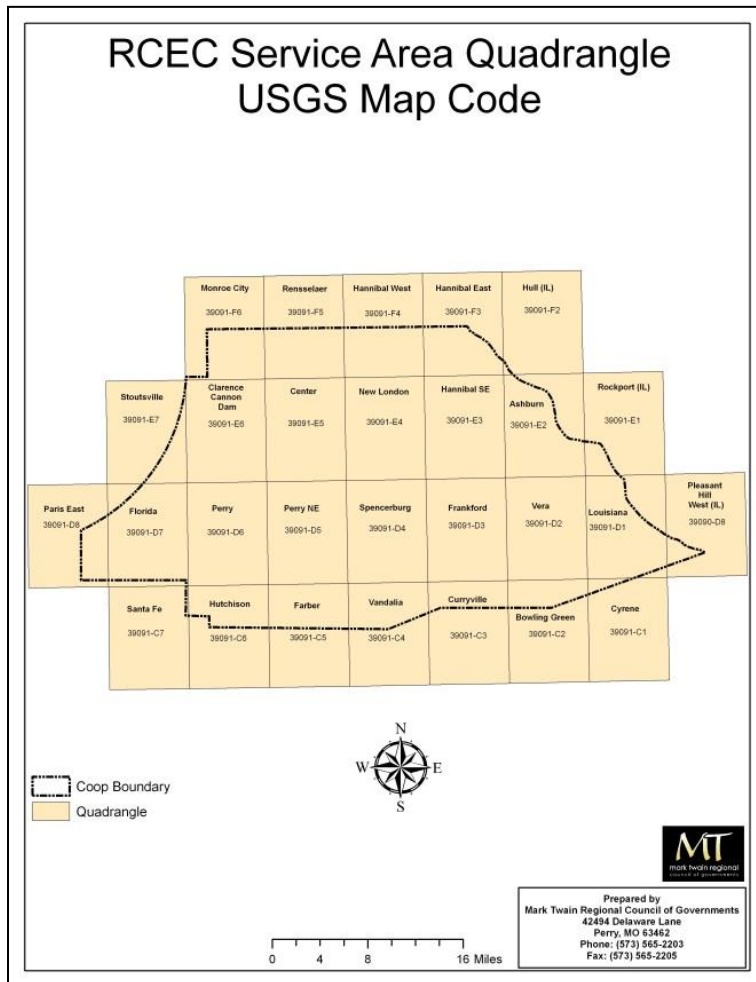 RCEC Service Area Quadrangle
USGS Map Code
Monroe City
39091-F6
Rensselaer
39091-F5
Hannibal West
39091-F4
Hannibal East
39091-F3
Hull (IL)
39091-F2
Stoutsville
39091-E7
Clarence
Cannon
Dam
39091-E6
Center
39091-E5
New London
39091-E4
Hannibal SE
39091-E3
Ashburn
39091-E2
Rockport (IL)
39091-E1
Paris East
39091-D8
Florida
39091-D7
Perry
39091-D6
Perry NE
39091-D5
Spencerburg
39091-D4
Frankford
39091-D3
Vera
39091-D2
Louisiana
39091-D1
Pleasant
Hill
West (IL)
39090-D8
Santa Fe
39091-C7
Hutchison
39091-C6
Farber
39091-C5
Vandalia
39091-C4
Curryville
39091-C3
Bowling Green
39091-C2
Cyrene
39091-C1
N
W E
S
Coop Boundary
Quadrangle
MT
mark twain regional
council of governments
Prepared by
Mark Twain Regional Council of Governments
42494 Delaware Lane
Perry, MO 63462
Phone: (573) 565-2203
Fax: (573) 565-2205
0 4 8 16 Miles